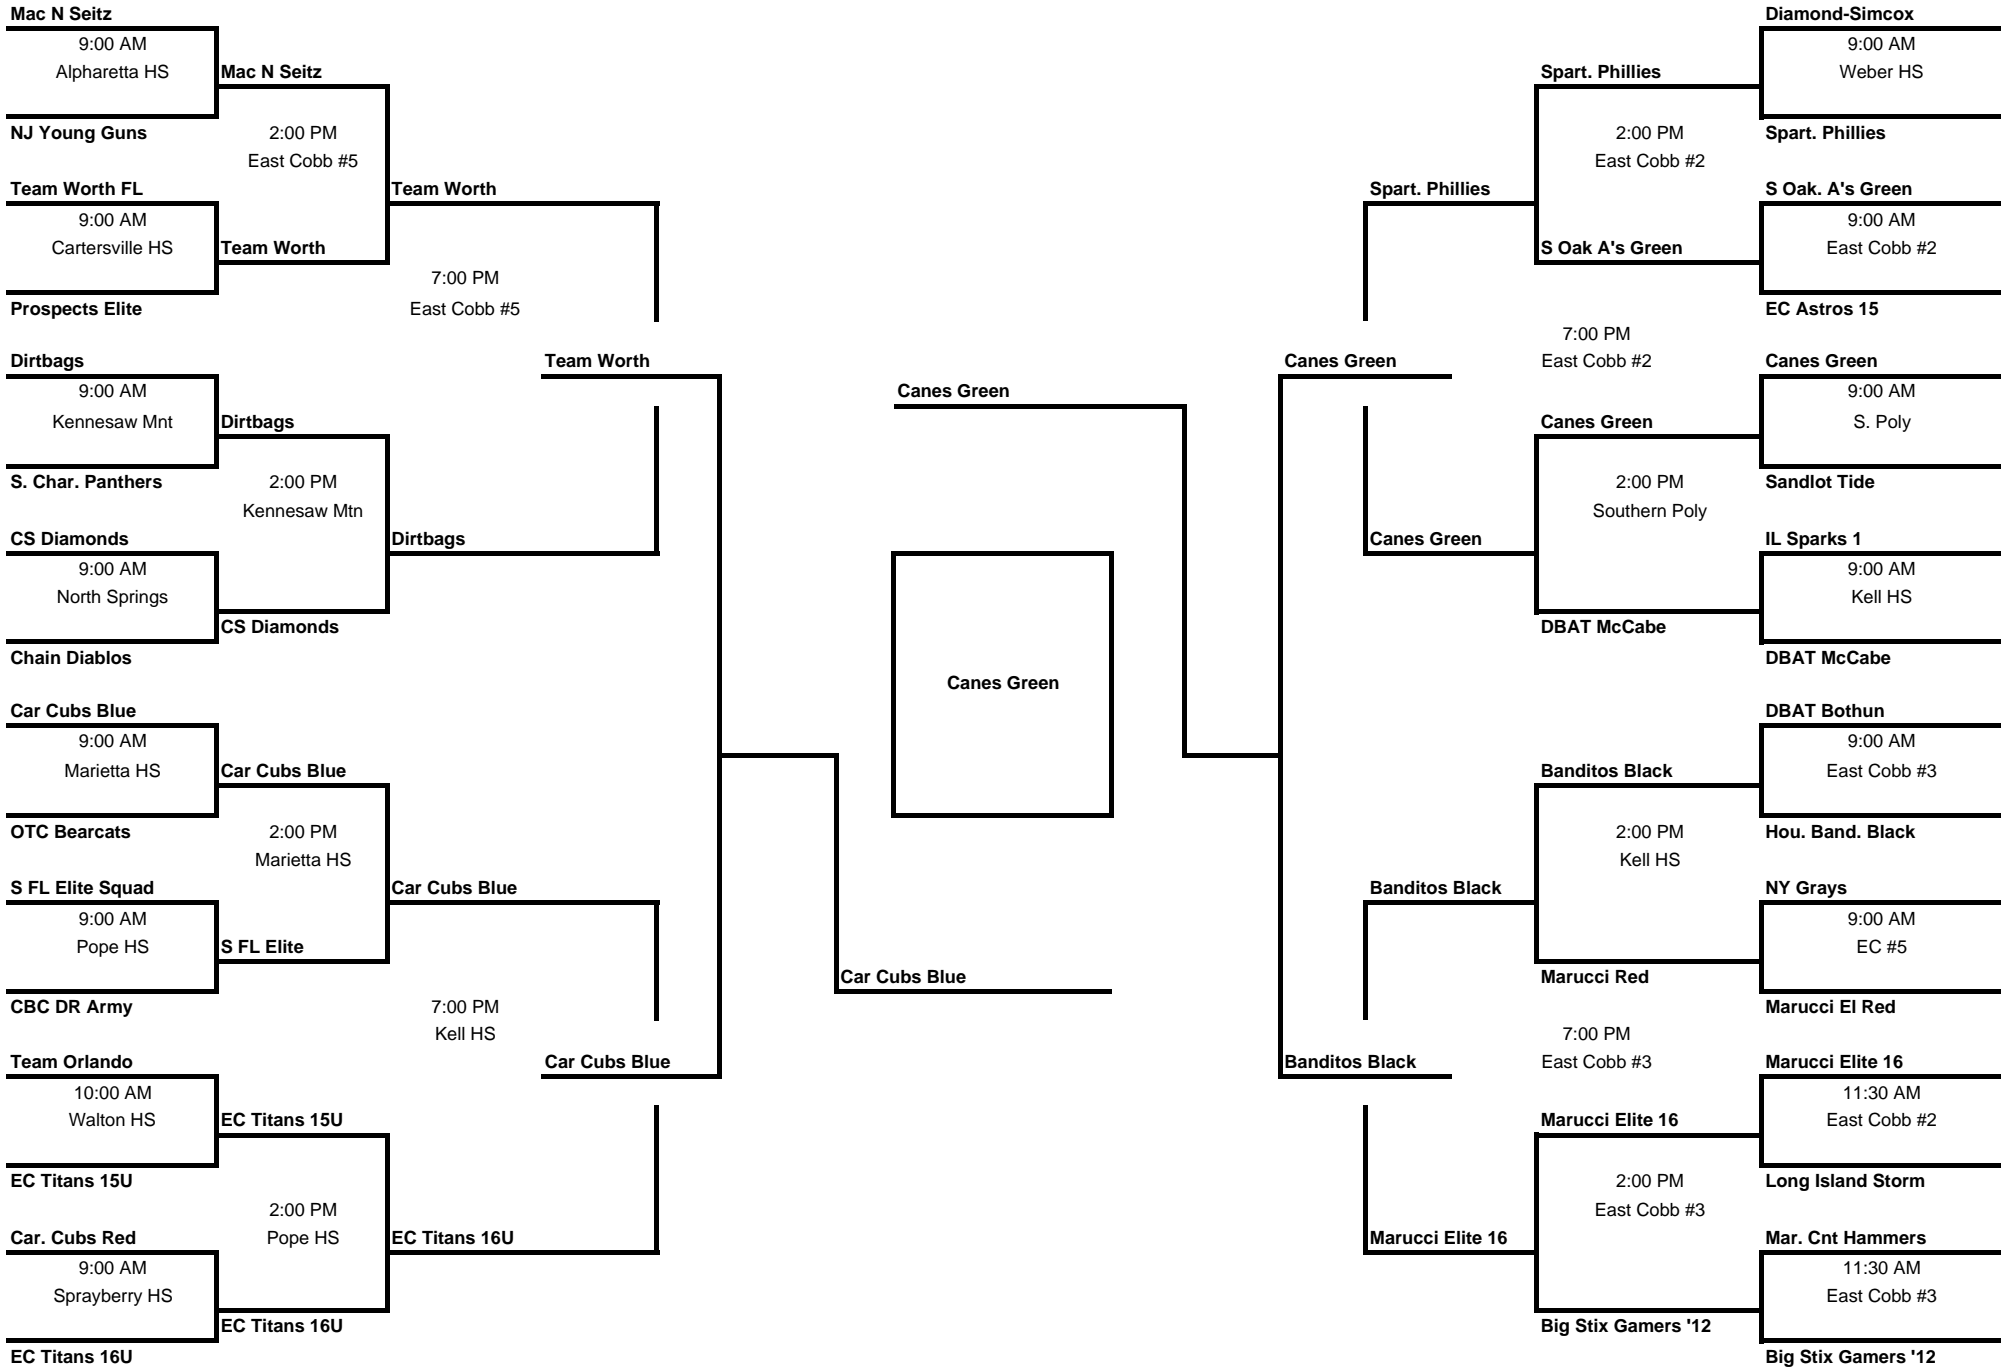 Mac N Seitz
9:00 AM
Alpharetta HS
NJ Young Guns
Team Worth FL
9:00 AM
Cartersville HS
Prospects Elite
Dirtbags
9:00 AM
Kennesaw Mnt
S. Char. Panthers
CS Diamonds
9:00 AM
North Springs
Chain Diablos
Car Cubs Blue
9:00 AM
Marietta HS
OTC Bearcats
S FL Elite Squad
9:00 AM
Pope HS
CBC DR Army
Team Orlando
10:00 AM
Walton HS
EC Titans 15U
Car. Cubs Red
9:00 AM
Sprayberry HS
EC Titans 16U
Mac N Seitz
2:00 PM
East Cobb #5
Team Worth
Dirtbags
2:00 PM
Kennesaw Mtn
CS Diamonds
Car Cubs Blue
2:00 PM
Marietta HS
S FL Elite
EC Titans 15U
2:00 PM
Pope HS
EC Titans 16U
Team Worth
7:00 PM
East Cobb #5
Dirtbags
Car Cubs Blue
7:00 PM
Kell HS
EC Titans 16U
Team Worth
Car Cubs Blue
Canes Green
Canes Green
Car Cubs Blue
Canes Green
Banditos Black
Spart. Phillies
7:00 PM
East Cobb #2
Canes Green
Banditos Black
7:00 PM
East Cobb #3
Marucci Elite 16
Spart. Phillies
2:00 PM
East Cobb #2
S Oak A's Green
Canes Green
2:00 PM
Southern Poly
DBAT McCabe
Banditos Black
2:00 PM
Kell HS
Marucci Red
Marucci Elite 16
2:00 PM
East Cobb #3
Big Stix Gamers '12
Diamond-Simcox
9:00 AM
Weber HS
Spart. Phillies
S Oak. A's Green
9:00 AM
East Cobb #2
EC Astros 15
Canes Green
9:00 AM
S. Poly
Sandlot Tide
IL Sparks 1
9:00 AM
Kell HS
DBAT McCabe
DBAT Bothun
9:00 AM
East Cobb #3
Hou. Band. Black
NY Grays
9:00 AM
EC #5
Marucci El Red
Marucci Elite 16
11:30 AM
East Cobb #2
Long Island Storm
Mar. Cnt Hammers
11:30 AM
East Cobb #3
Big Stix Gamers '12